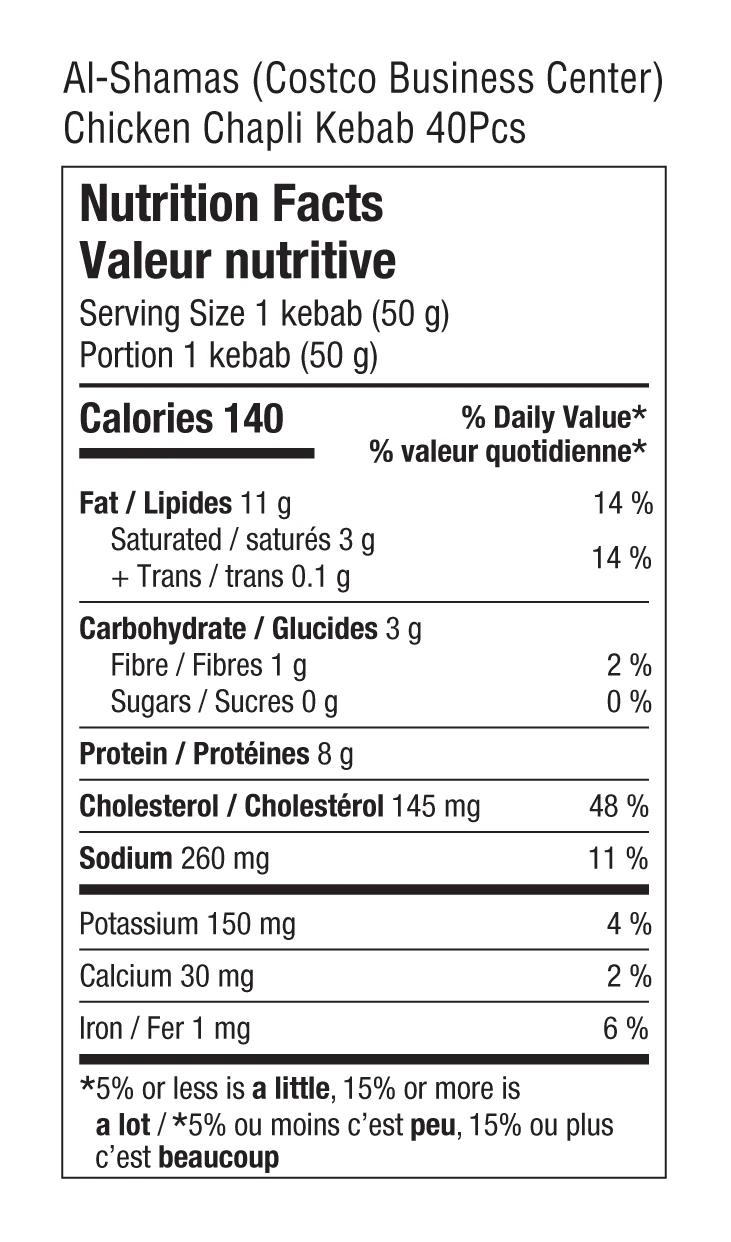 Al-Shamas (Costco Business Center)
Chicken Chapli Kebab 40Pcs
Nutrition Facts
Valeur nutritive
Serving Size 1 kebab (50 g)
Portion 1 kebab (50 g)
Calories 140
% Daily Value*
% valeur quotidienne*
Fat / Lipides 11 g 14 %
Saturated / saturés 3 g
+ Trans / trans 0.1 g
14 %
Carbohydrate / Glucides 3 g
Fibre / Fibres 1 g 2 %
Sugars / Sucres 0 g 0 %
Protein / Protéines 8 g
Cholesterol / Cholestérol 145 mg 48 %
Sodium 260 mg 11 %
Potassium 150 mg 4 %
Calcium 30 mg 2 %
Iron / Fer 1 mg 6 %
*5% or less is a little, 15% or more is
a lot / *5% ou moins c’est peu, 15% ou plus
c’est beaucoup